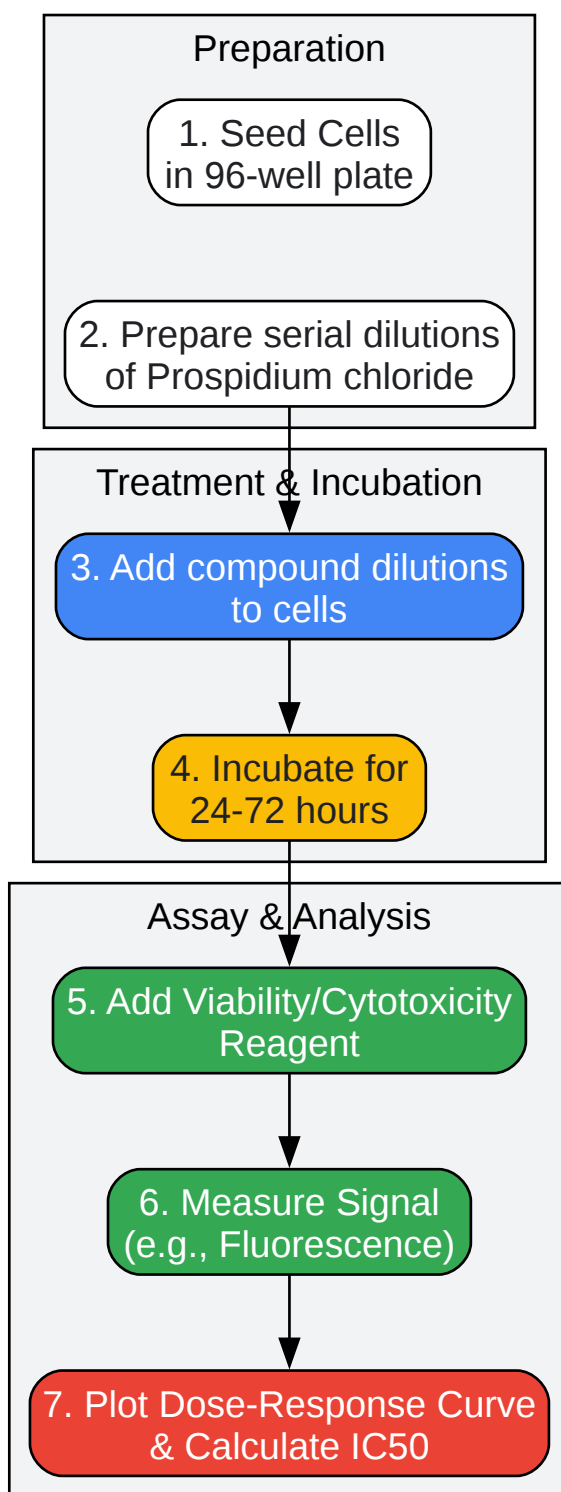 Preparation
1. Seed Cells
in 96-well plate
2. Prepare serial dilutions
of Prospidium chloride
Treatment & Incubation
3. Add compound dilutions
to cells
4. Incubate for
24-72 hours
Assay & Analysis
5. Add Viability/Cytotoxicity
Reagent
6. Measure Signal
(e.g., Fluorescence)
7. Plot Dose-Response Curve
& Calculate IC50